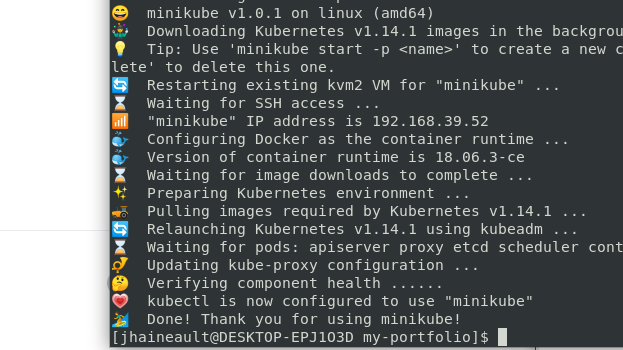 😄 minikube v1.0.1 on linux (amd64)
🤹 Downloading Kubernetes v1.14.1 images in the backgrou
💡 Tip: Use 'minikube start -p <name>' to create a new c
lete' to delete this one.
🔄 Restarting existing kvm2 VM for "minikube" ...
⌛ Waiting for SSH access ...
📶 "minikube" IP address is 192.168.39.52
🐳 Configuring Docker as the container runtime ...
🐳 Version of container runtime is 18.06.3-ce
⌛ Waiting for image downloads to complete ...
✨ Preparing Kubernetes environment ...
🚜 Pulling images required by Kubernetes v1.14.1 ...
🔄 Relaunching Kubernetes v1.14.1 using kubeadm ...
⌛ Waiting for pods: apiserver proxy etcd scheduler cont
📯 Updating kube-proxy configuration ...
🤔 Verifying component health ......
💗 kubectl is now configured to use "minikube"
🏄 Done! Thank you for using minikube!
[jhaineault@DESKTOP-EPJ1O3D my-portfolio]$